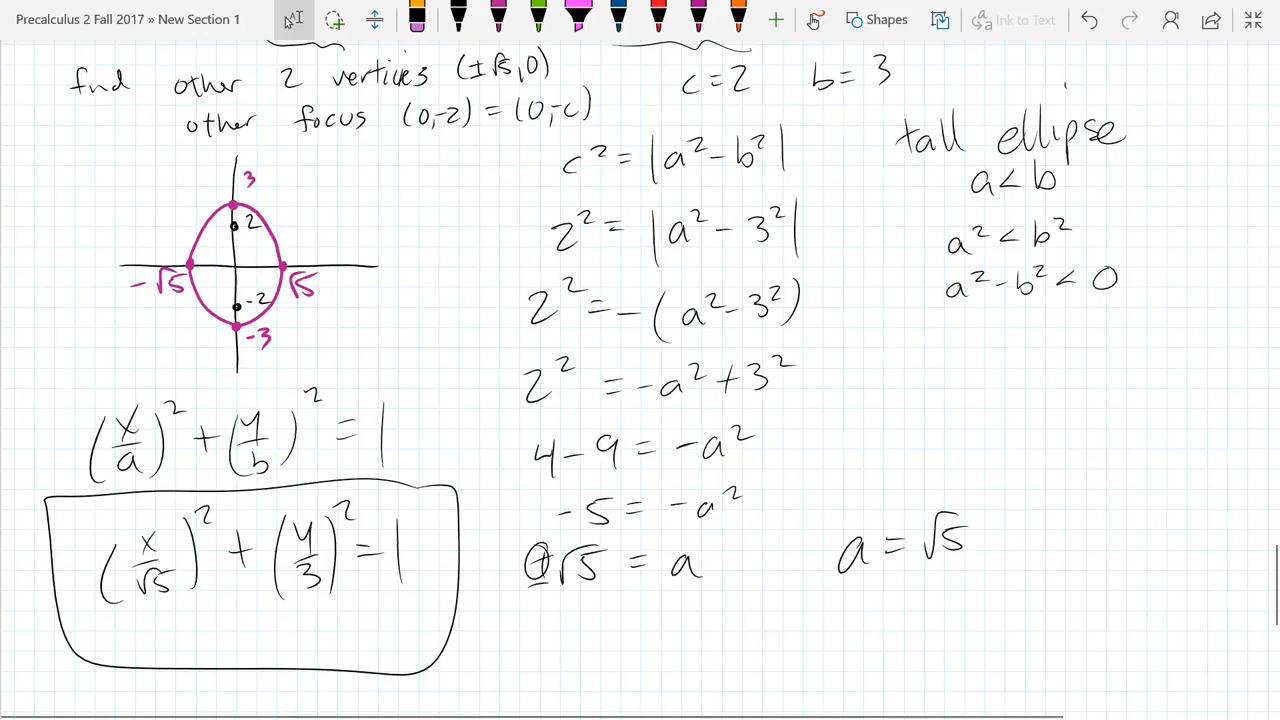 Precalculus 2 Fall 2017 » New Section 1
Shapes
Ink to Text
find other 2 vertices (±√5,0)
other focus (0,-2) = (0,-c)
3
2
-√5
√5
-2
-3
(x/a)² + (y/b)² = 1
(x/√5)² + (y/3)² = 1
c = 2 b = 3
c² = |a² - b²|
2² = |a² - 3²|
2² = -(a² - 3²)
2² = -a² + 3²
4 - 9 = -a²
-5 = -a²
±√5 = a
tall ellipse
a < b
a² < b²
a² - b² < 0
a = √5